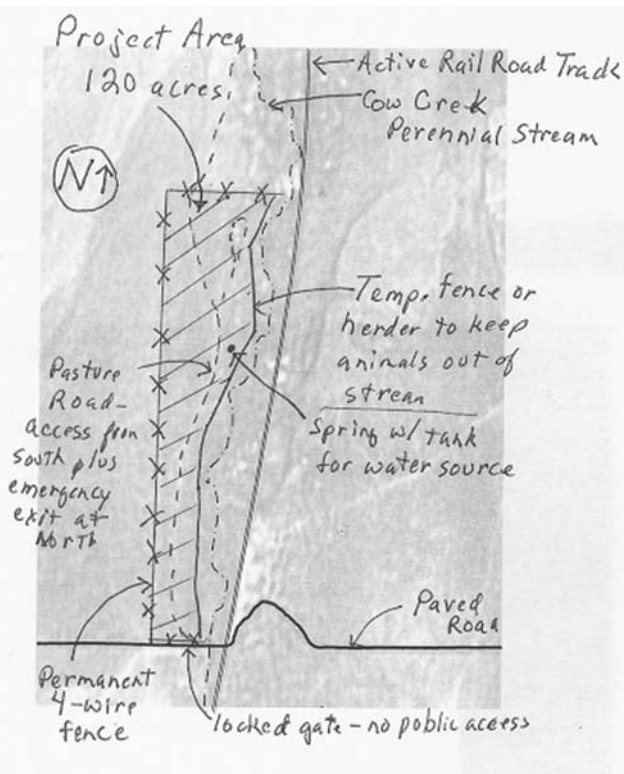 Project Area
120 acres
N↑
Active Rail Road Track
Cow Creek
Perennial Stream
Temp. fence or
herder to keep
animals out of
stream
Spring w/ tank
for water source
Pasture
Road-
access from
south plus
emergency
exit at
North
Paved
Road
Permanent
4-wire
fence
locked gate - no public access